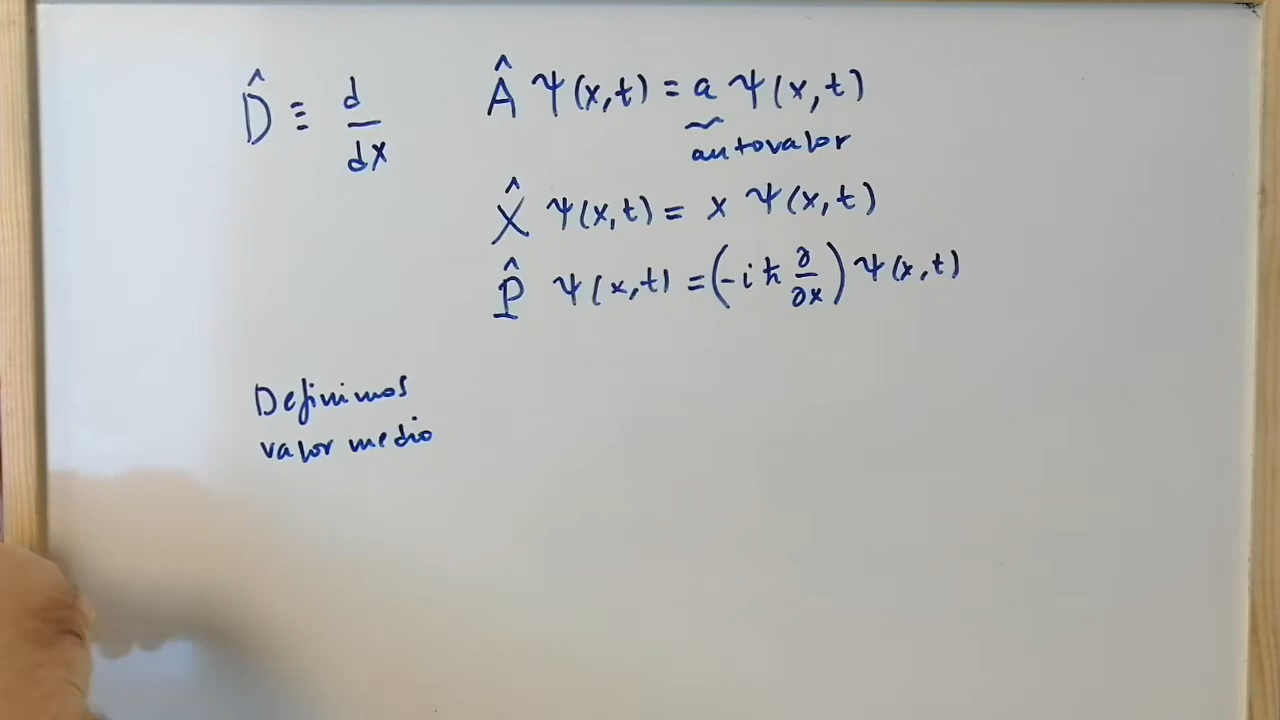 D̂ ≡ d/dx
Â ψ(x,t) = a ψ(x,t)
autovalor
X̂ ψ(x,t) = x ψ(x,t)
P̂ ψ(x,t) = (-iħ ∂/∂x) ψ(x,t)
Definimos
valor medio